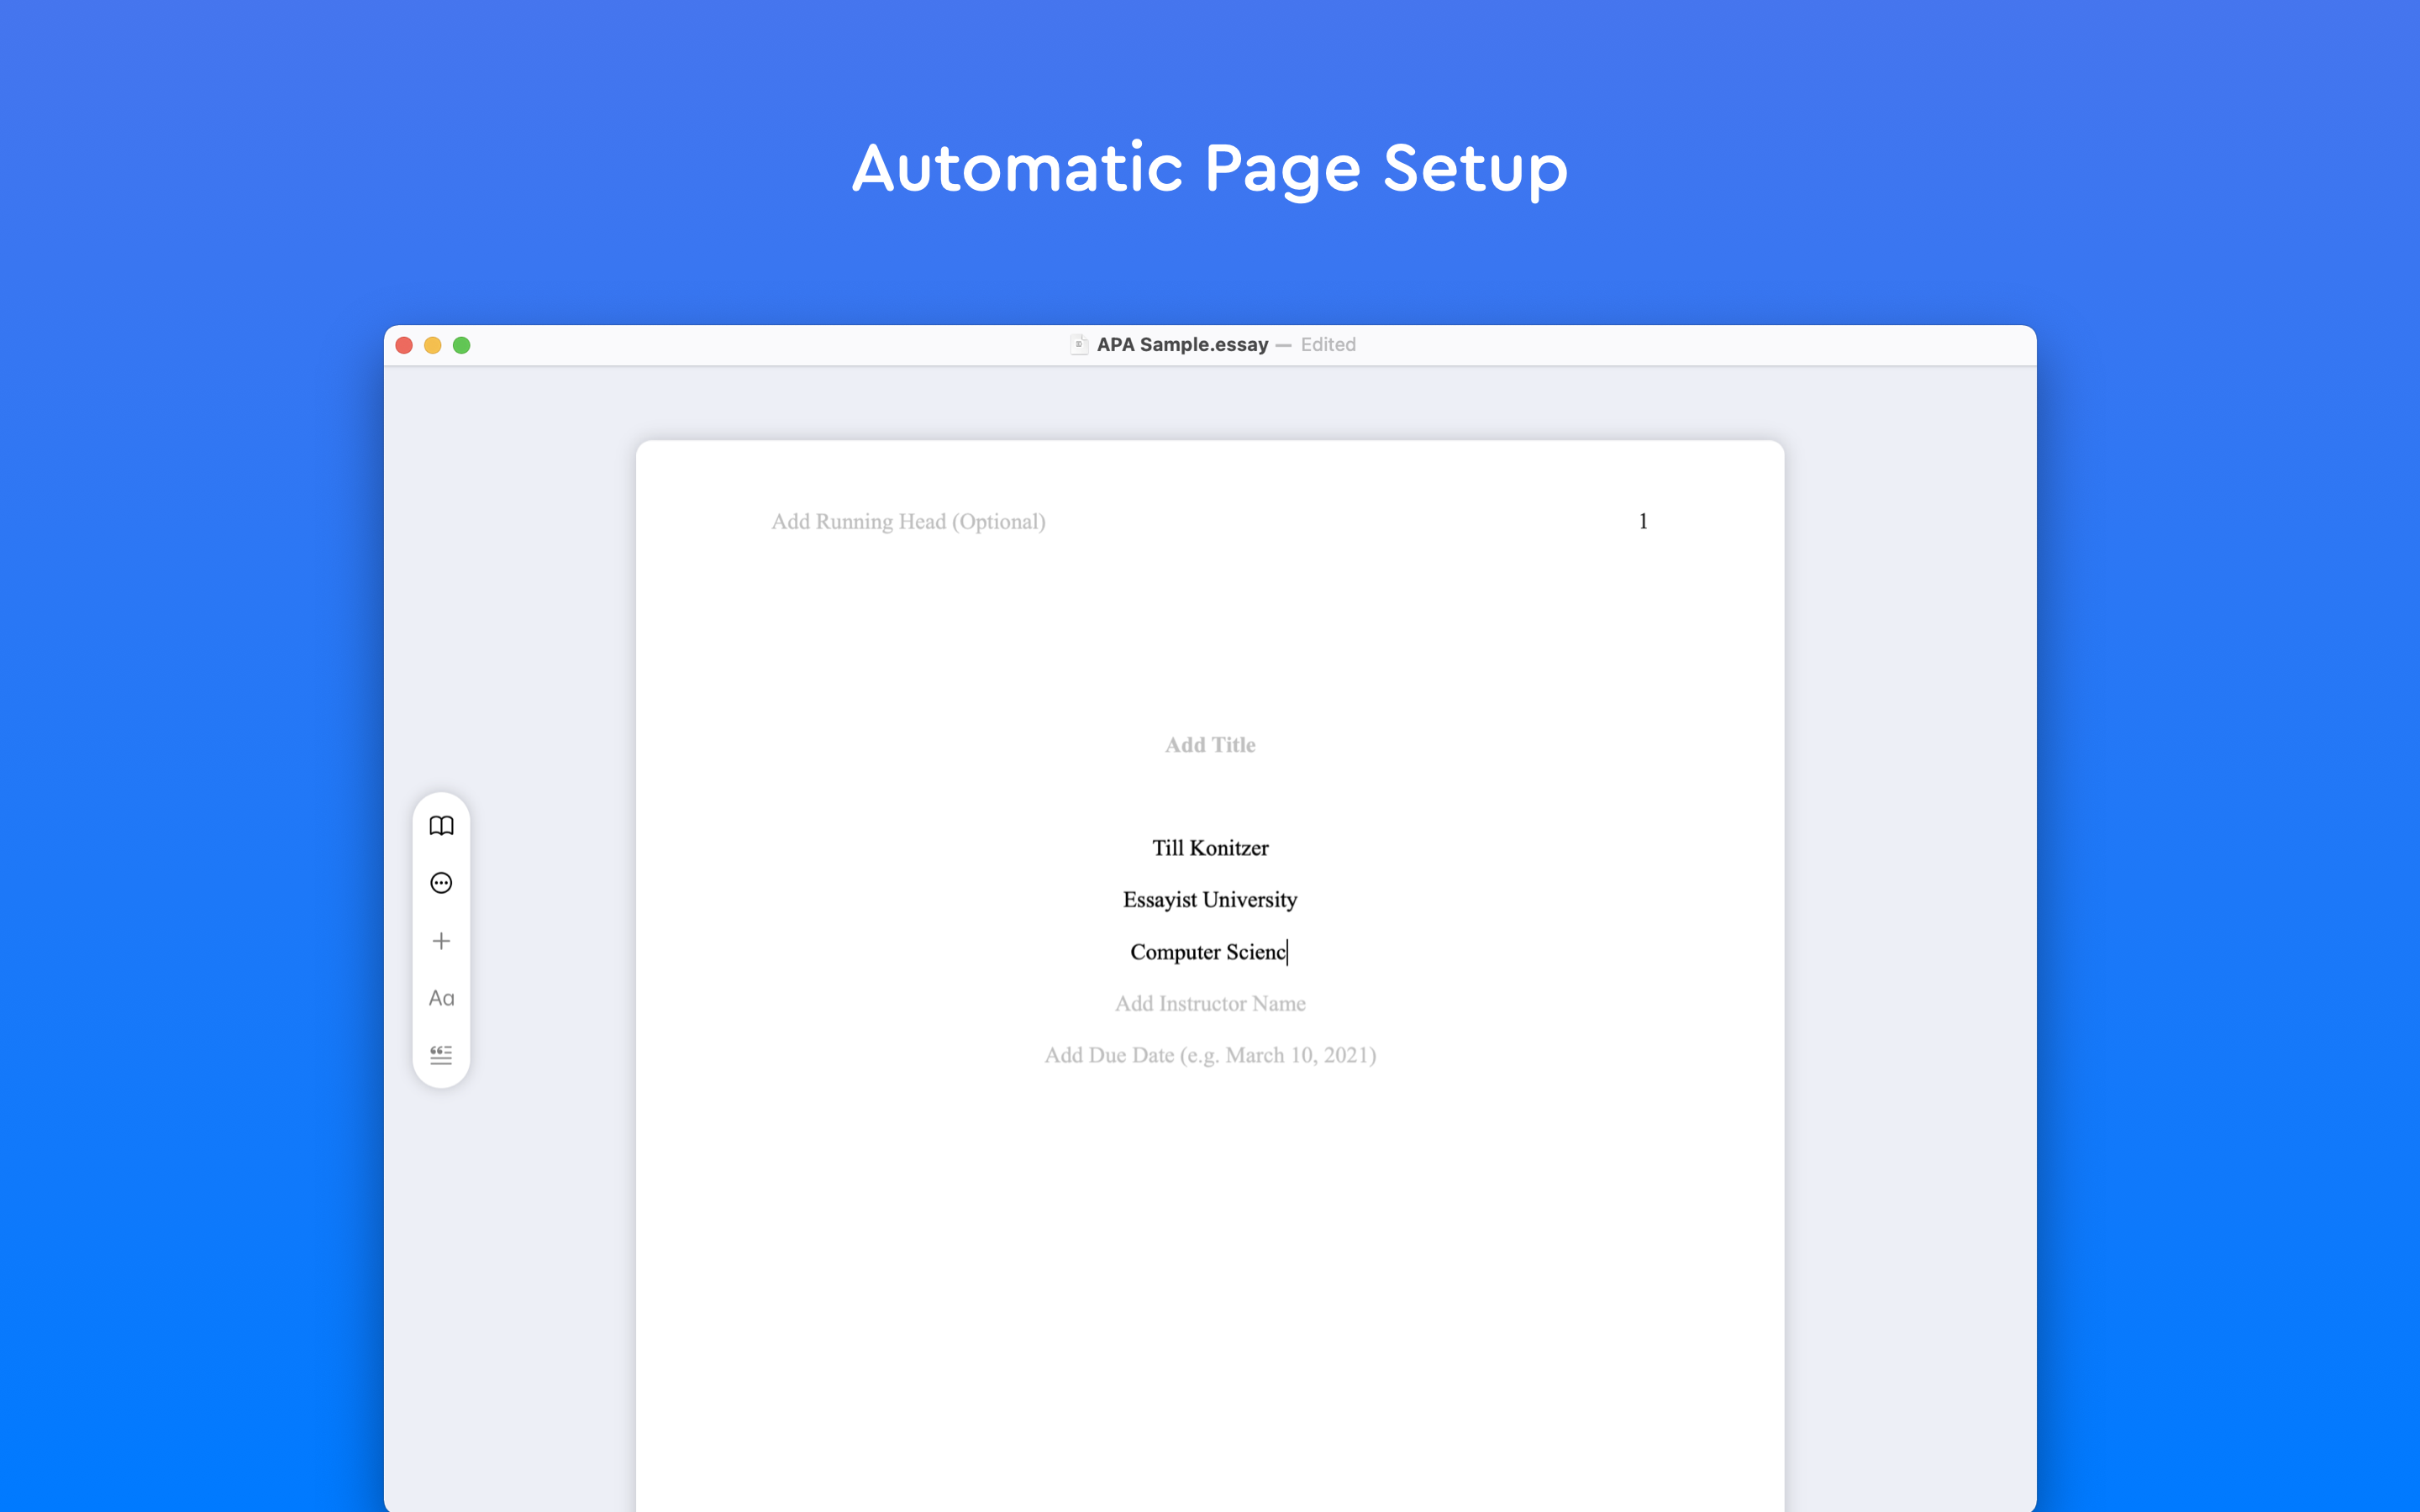 Automatic Page Setup
APA Sample.essay — Edited
Add Running Head (Optional) 1
Add Title
Till Konitzer
Essayist University
Computer Scienc
Add Instructor Name
Add Due Date (e.g. March 10, 2021)
Aa